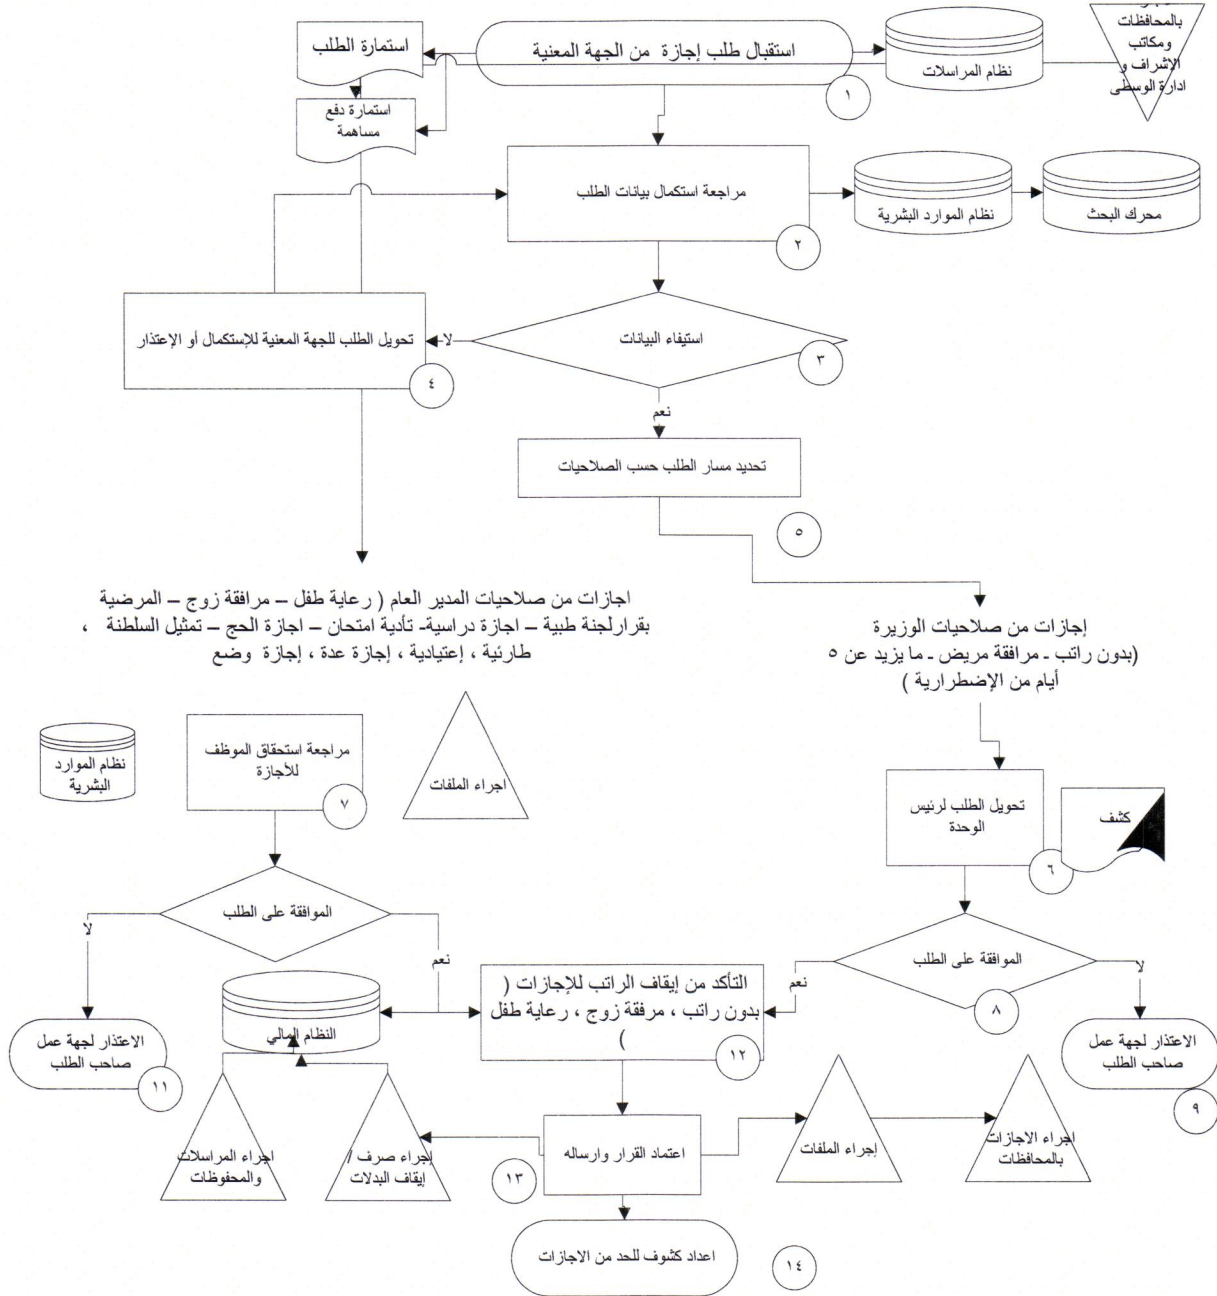 استقبال طلب إجازة من الجهة المعنية
١
استمارة الطلب
استمارة دفع
مساهمة
نظام المراسلات
بالمحافظات
ومكاتب
الاشراف و
ادارة الوسطى
مراجعة استكمال بيانات الطلب
٢
نظام الموارد البشرية
محرك البحث
استيفاء البيانات
٣
لا
تحويل الطلب للجهة المعنية للإستكمال أو الإعتذار
٤
نعم
تحديد مسار الطلب حسب الصلاحيات
٥
إجازات من صلاحيات الوزيرة
(بدون راتب ـ مرافقة مريض ـ ما يزيد عن ٥
أيام من الإضطرارية )
اجازات من صلاحيات المدير العام ( رعاية طفل – مرافقة زوج – المرضية
بقرارلجنة طبية – اجازة دراسية- تأدية امتحان – اجازة الحج – تمثيل السلطنة ،
طارئية ، إعتيادية ، إجازة عدة ، إجازة وضع
تحويل الطلب لرئيس
الوحدة
٦
كشف
مراجعة استحقاق الموظف
للأجازة
٧
نظام الموارد
البشرية
اجراء الملفات
الموافقة على الطلب
٨
لا
نعم
الاعتذار لجهة عمل
صاحب الطلب
٩
الموافقة على الطلب
لا
نعم
الاعتذار لجهة عمل
صاحب الطلب
١١
النظام المالي
التأكد من إيقاف الراتب للإجازات (
بدون راتب ، مرفقة زوج ، رعاية طفل
)
١٢
اعتماد القرار وارساله
١٣
إجراء الملفات
اجراء الاجازات
بالمحافظات
إجراء صرف /
إيقاف البدلات
اجراء المراسلات
والمحفوظات
اعداد كشوف للحد من الاجازات
١٤